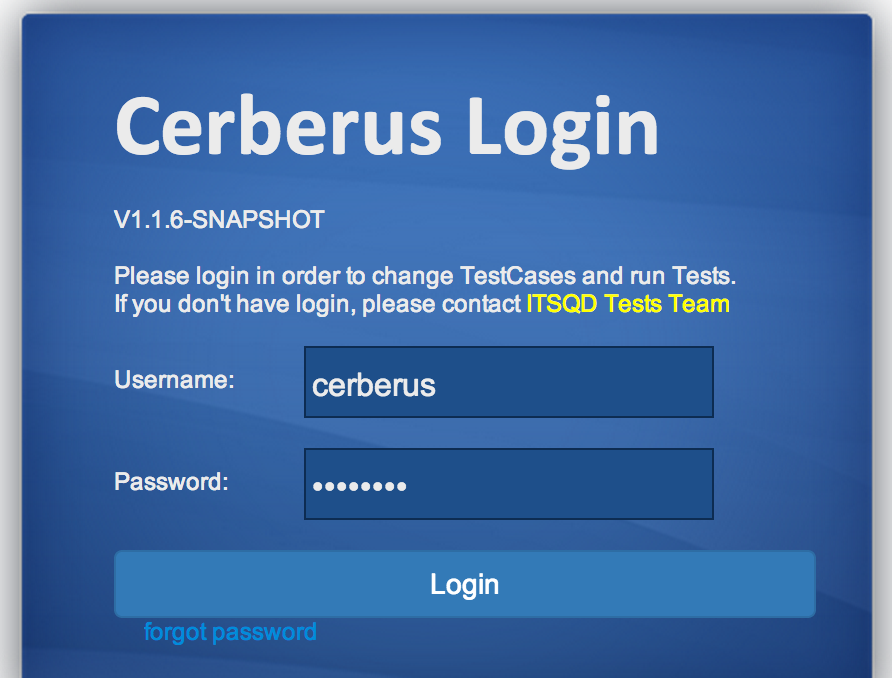 Cerberus Login
V1.1.6-SNAPSHOT
Please login in order to change TestCases and run Tests.
If you don't have login, please contact ITSQD Tests Team
Username:
cerberus
Password:
••••••••
Login
forgot password